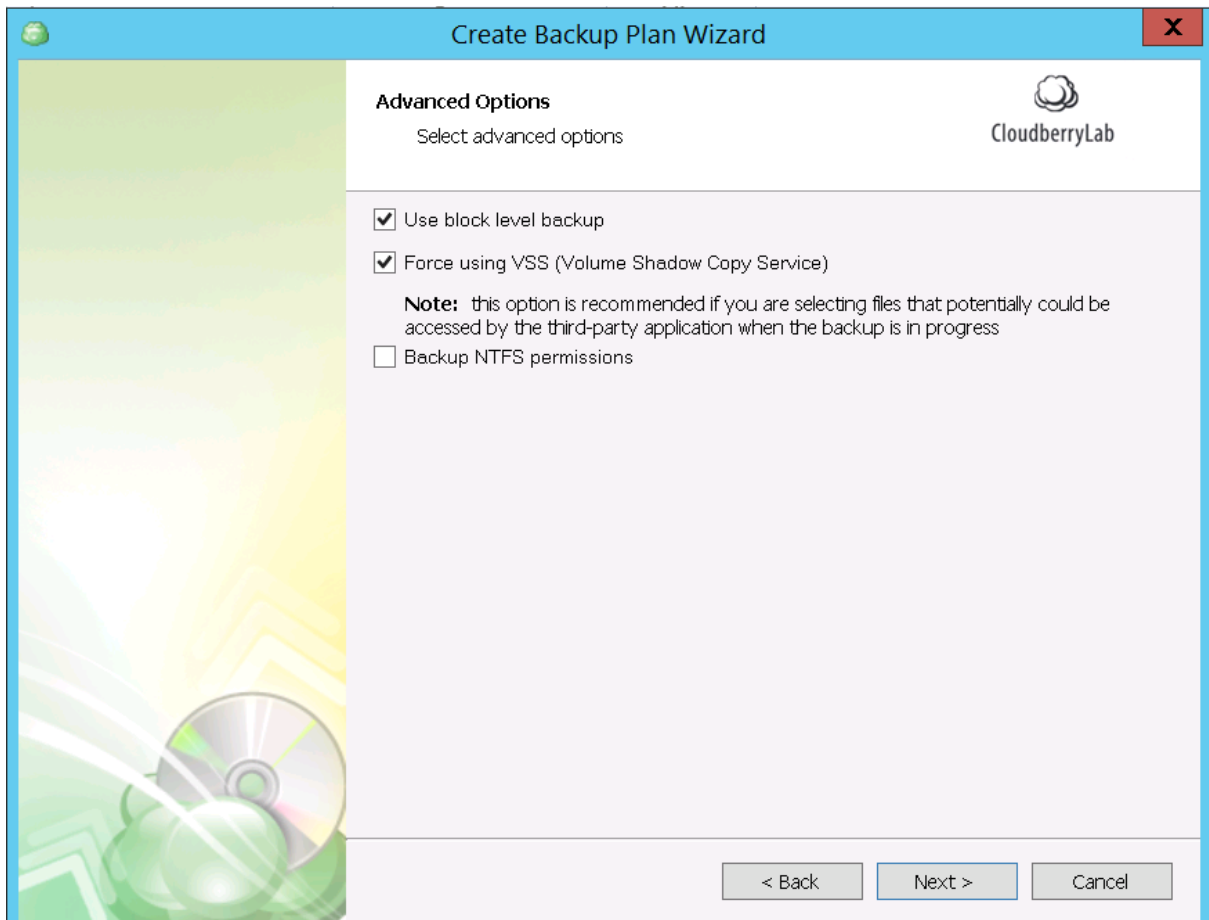 Create Backup Plan Wizard
X
Advanced Options
Select advanced options
CloudberryLab
Use block level backup
Force using VSS (Volume Shadow Copy Service)
Note: this option is recommended if you are selecting files that potentially could be
accessed by the third-party application when the backup is in progress
Backup NTFS permissions
< Back Next > Cancel